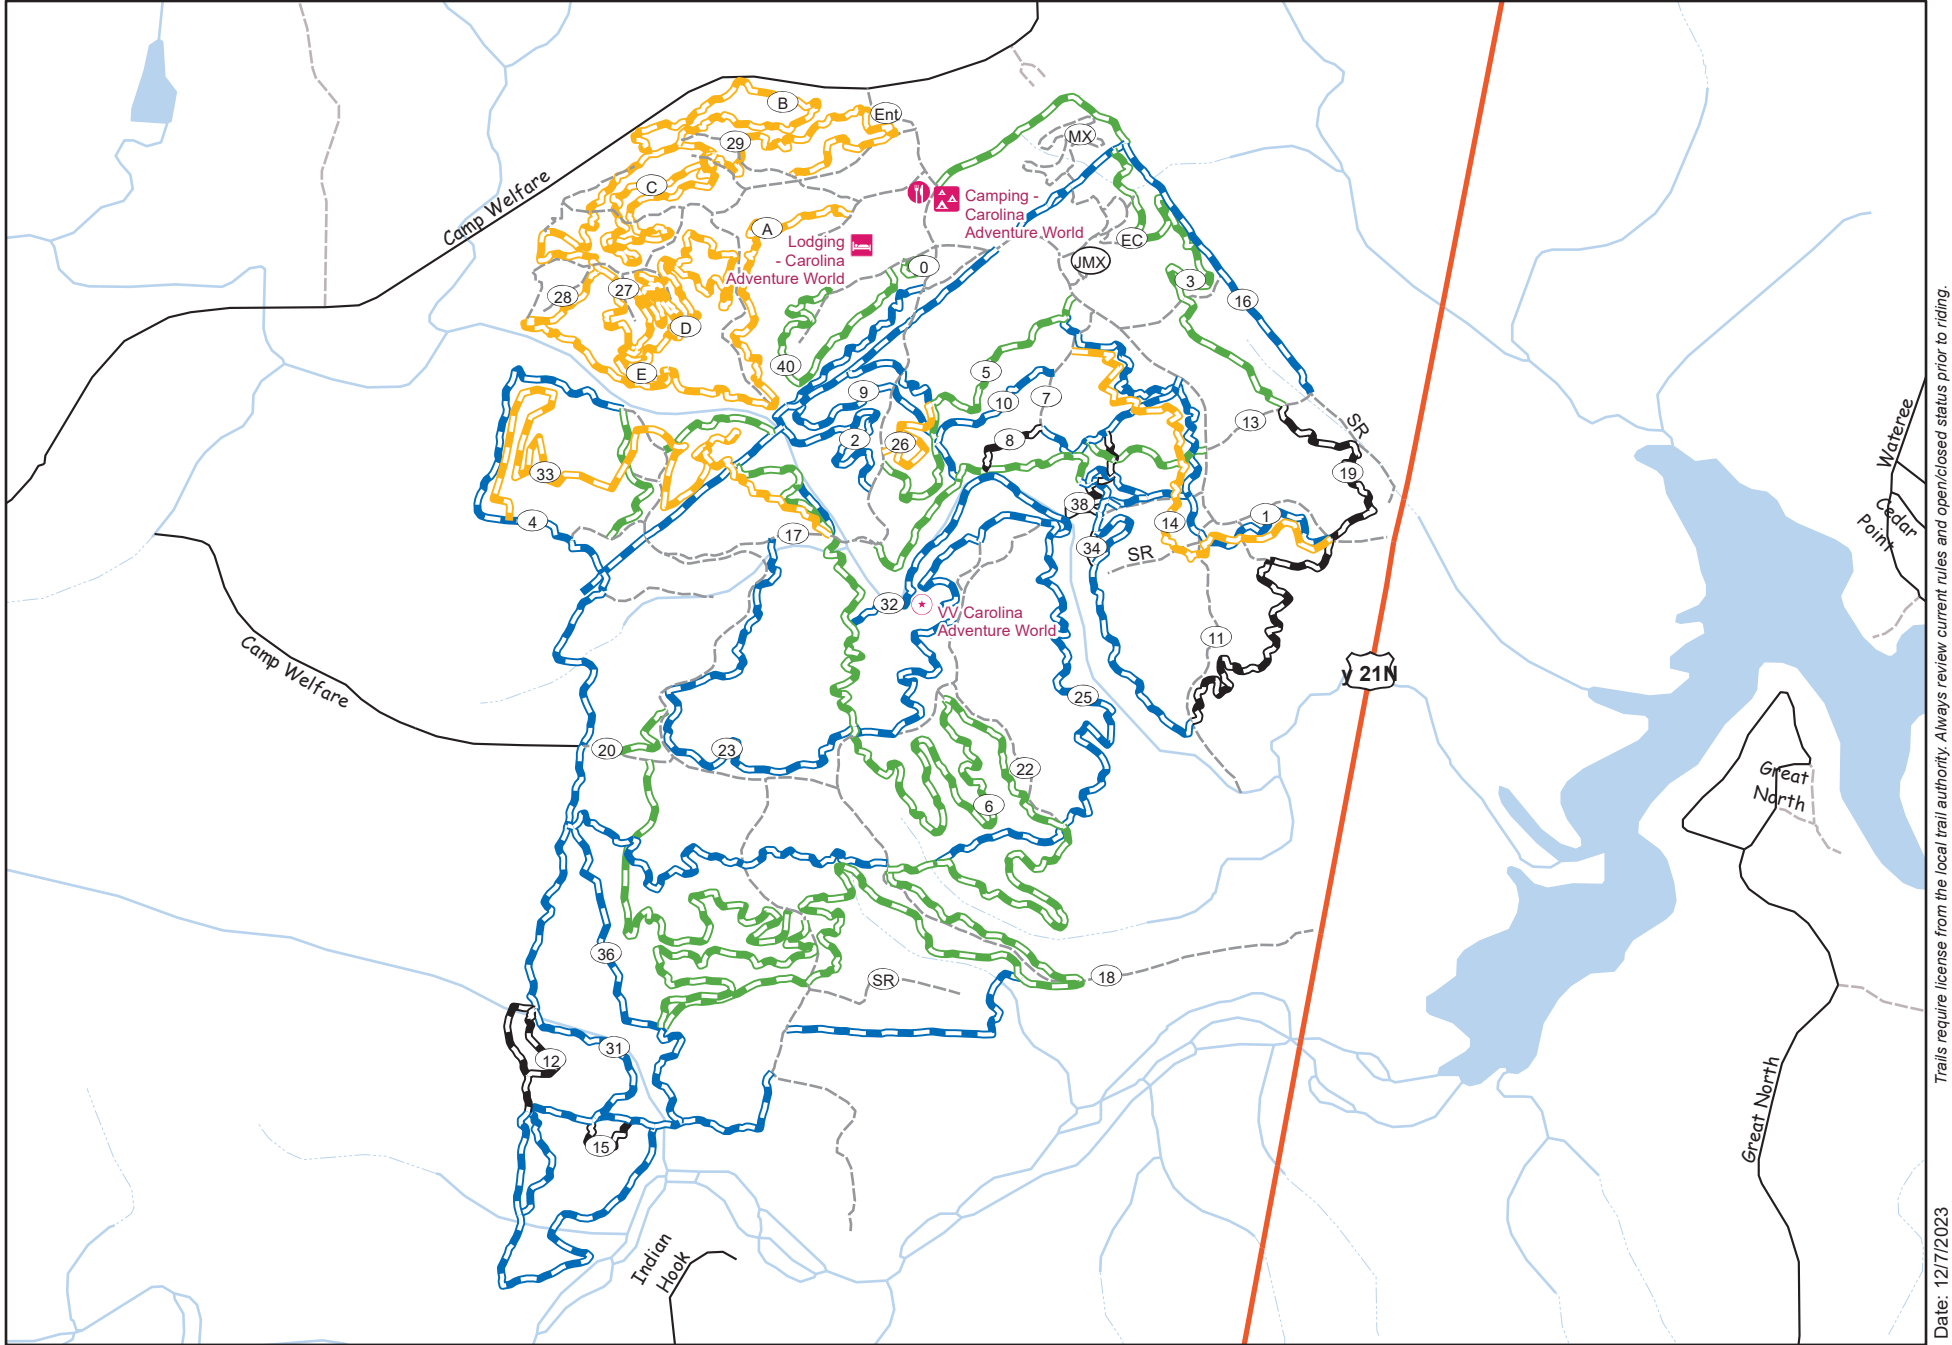 B
Ent
MX
29
Camp Welfare
C
Camping -
Carolina
Adventure World
A
Lodging
- Carolina
Adventure World
EC
JMX
0
3
28
27
16
D
40
E
5
9
10
7
13
SR
2
26
8
33
19
38
4
14
1
17
34
SR
32
VV Carolina
Adventure World
11
Camp Welfare
y 21N
25
20
23
22
6
36
SR
18
31
12
15
Indian
Hook
Wateree
Cedar
Point
Great
North
Great North
Trails require license from the local trail authority. Always review current rules and open/closed status prior to riding.
Date: 12/7/2023